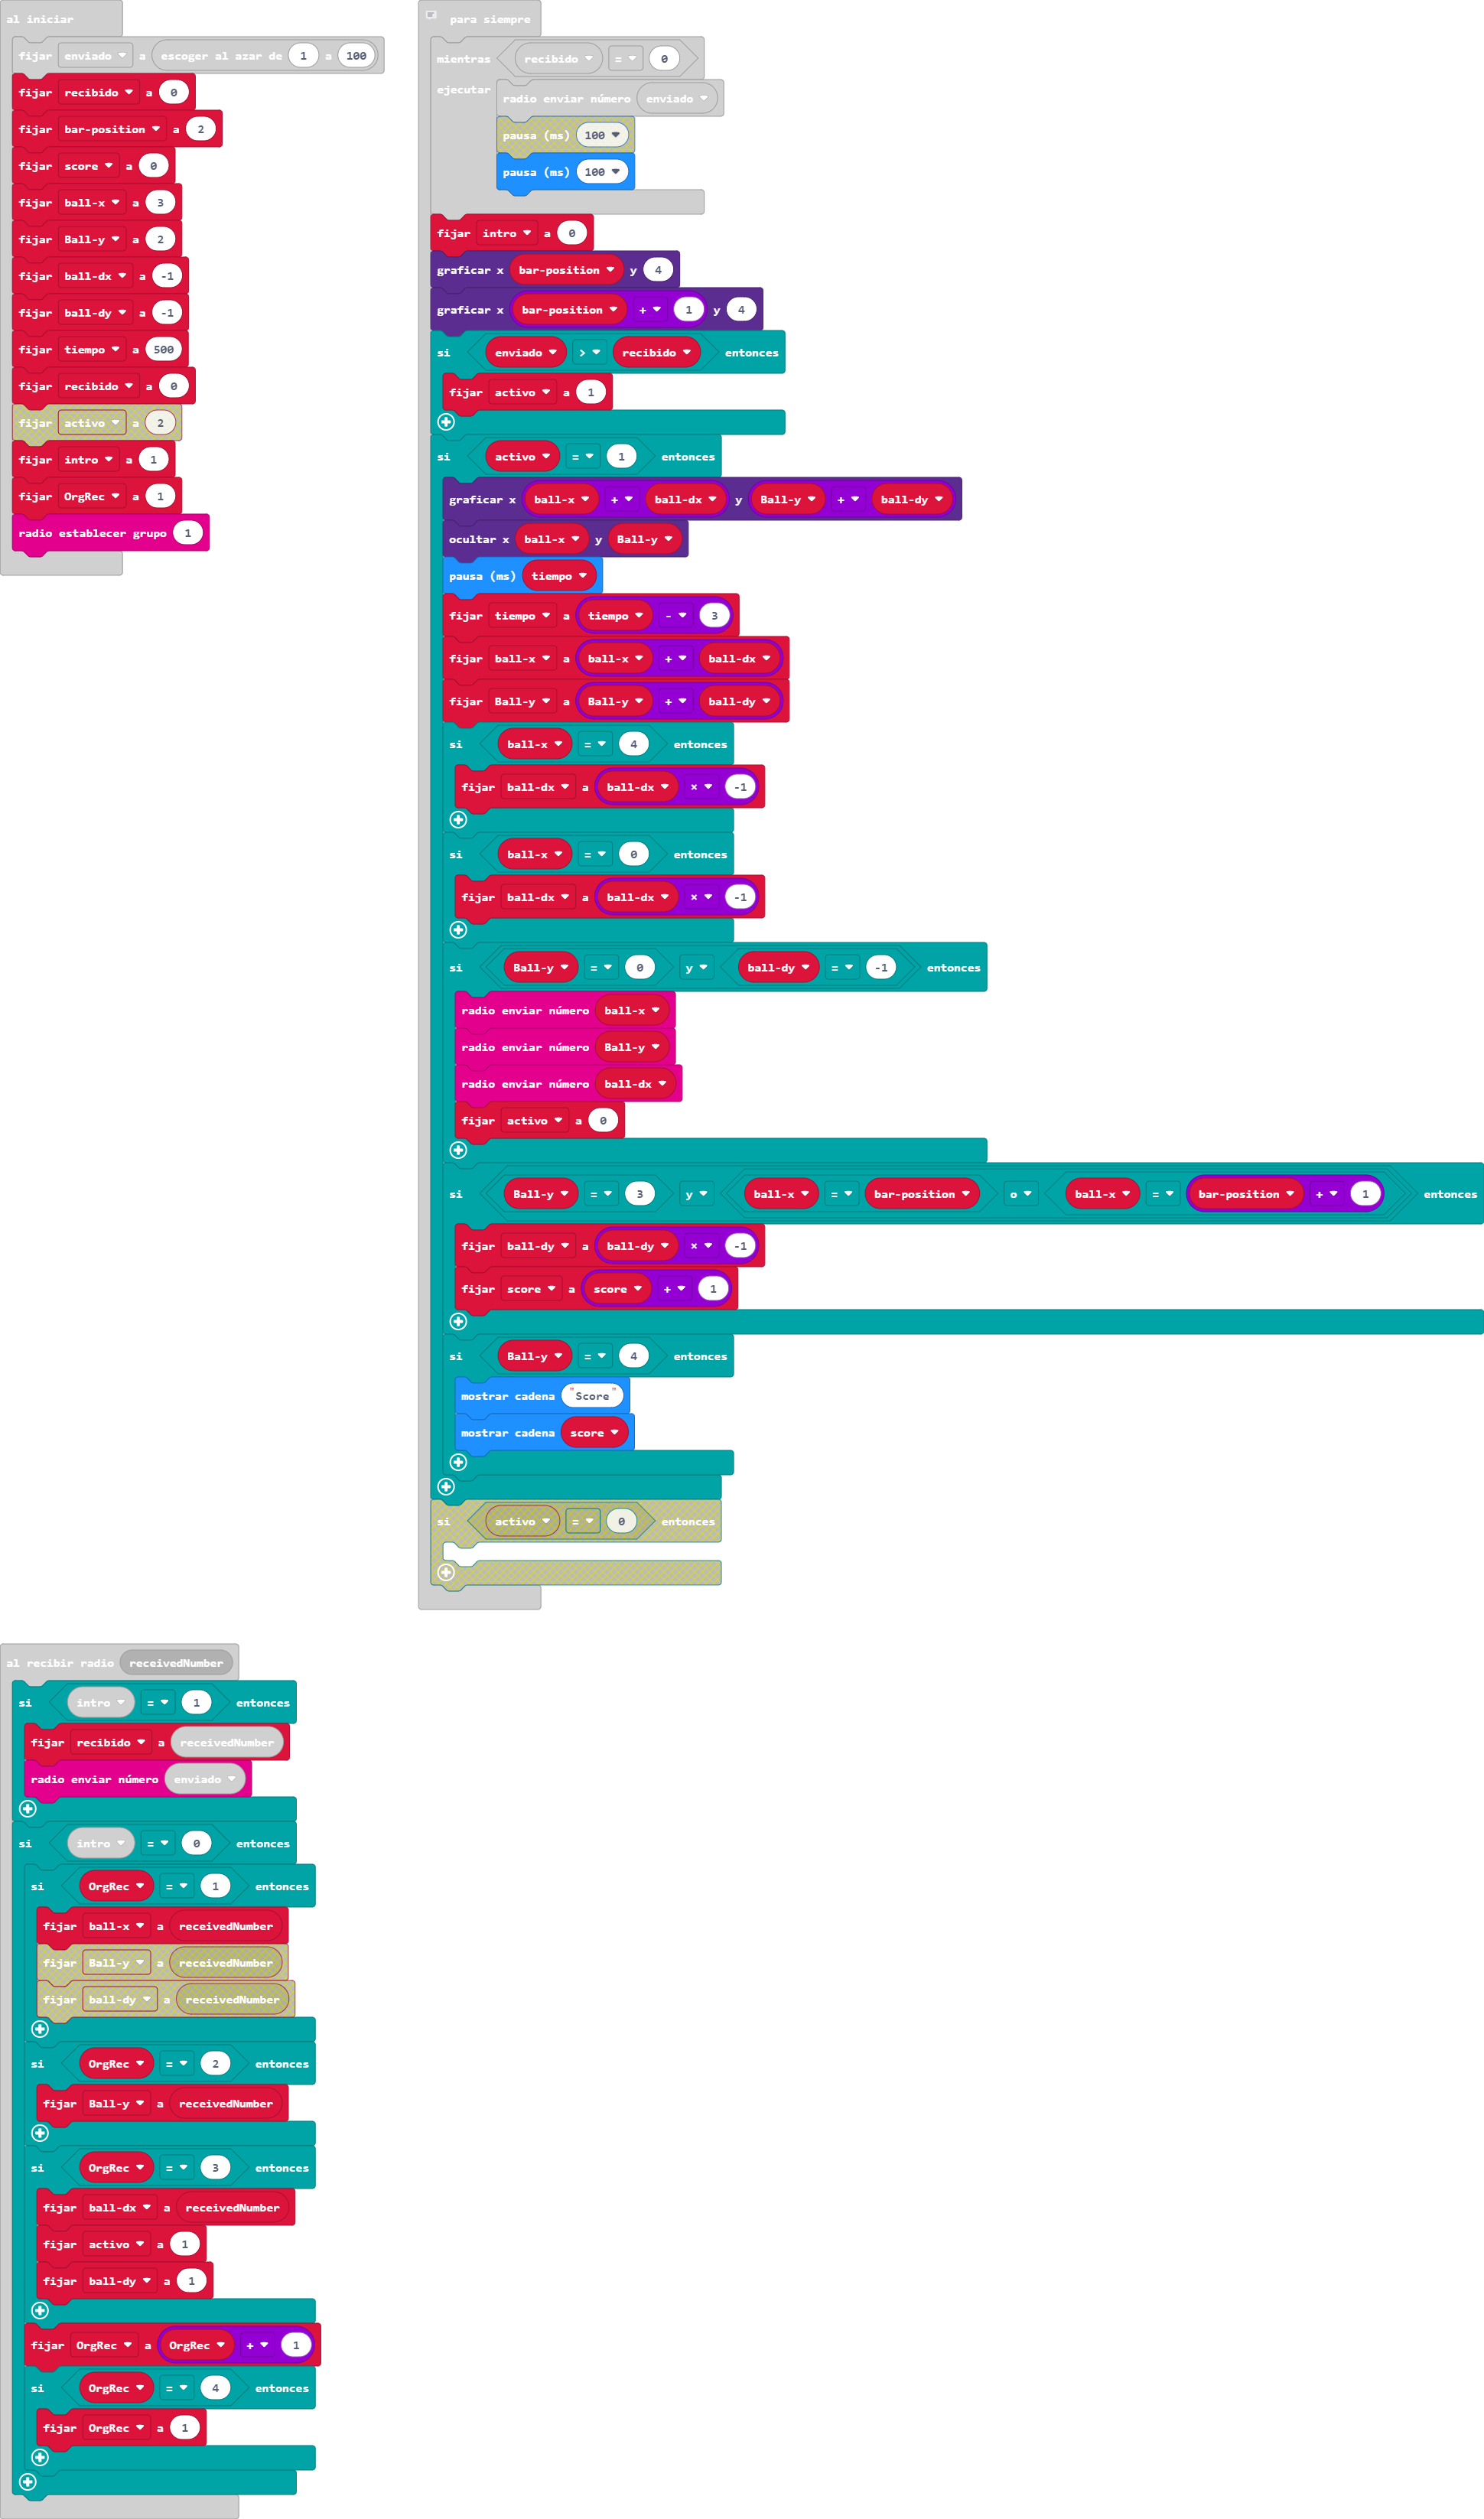 al iniciar
fijar enviado a escoger al azar de 1 a 100
fijar recibido a 0
fijar bar-position a 2
fijar score a 0
fijar ball-x a 3
fijar Ball-y a 2
fijar ball-dx a -1
fijar ball-dy a -1
fijar tiempo a 500
fijar recibido a 0
fijar activo a 2
fijar intro a 1
fijar OrgRec a 1
radio establecer grupo 1
para siempre
mientras recibido = 0
ejecutar
radio enviar número enviado
pausa (ms) 100
pausa (ms) 100
fijar intro a 0
graficar x bar-position y 4
graficar x bar-position + 1 y 4
si enviado > recibido entonces
fijar activo a 1
si activo = 1 entonces
graficar x ball-x + ball-dx y Ball-y + ball-dy
ocultar x ball-x y Ball-y
pausa (ms) tiempo
fijar tiempo a tiempo - 3
fijar ball-x a ball-x + ball-dx
fijar Ball-y a Ball-y + ball-dy
si ball-x = 4 entonces
fijar ball-dx a ball-dx × -1
si ball-x = 0 entonces
fijar ball-dx a ball-dx × -1
si Ball-y = 0 y ball-dy = -1 entonces
radio enviar número ball-x
radio enviar número Ball-y
radio enviar número ball-dx
fijar activo a 0
si Ball-y = 3 y ball-x = bar-position o ball-x = bar-position + 1 entonces
fijar ball-dy a ball-dy × -1
fijar score a score + 1
si Ball-y = 4 entonces
mostrar cadena "Score"
mostrar cadena score
si activo = 0 entonces
al recibir radio receivedNumber
si intro = 1 entonces
fijar recibido a receivedNumber
radio enviar número enviado
si intro = 0 entonces
si OrgRec = 1 entonces
fijar ball-x a receivedNumber
fijar Ball-y a receivedNumber
fijar ball-dy a receivedNumber
si OrgRec = 2 entonces
fijar Ball-y a receivedNumber
si OrgRec = 3 entonces
fijar ball-dx a receivedNumber
fijar activo a 1
fijar ball-dy a 1
fijar OrgRec a OrgRec + 1
si OrgRec = 4 entonces
fijar OrgRec a 1